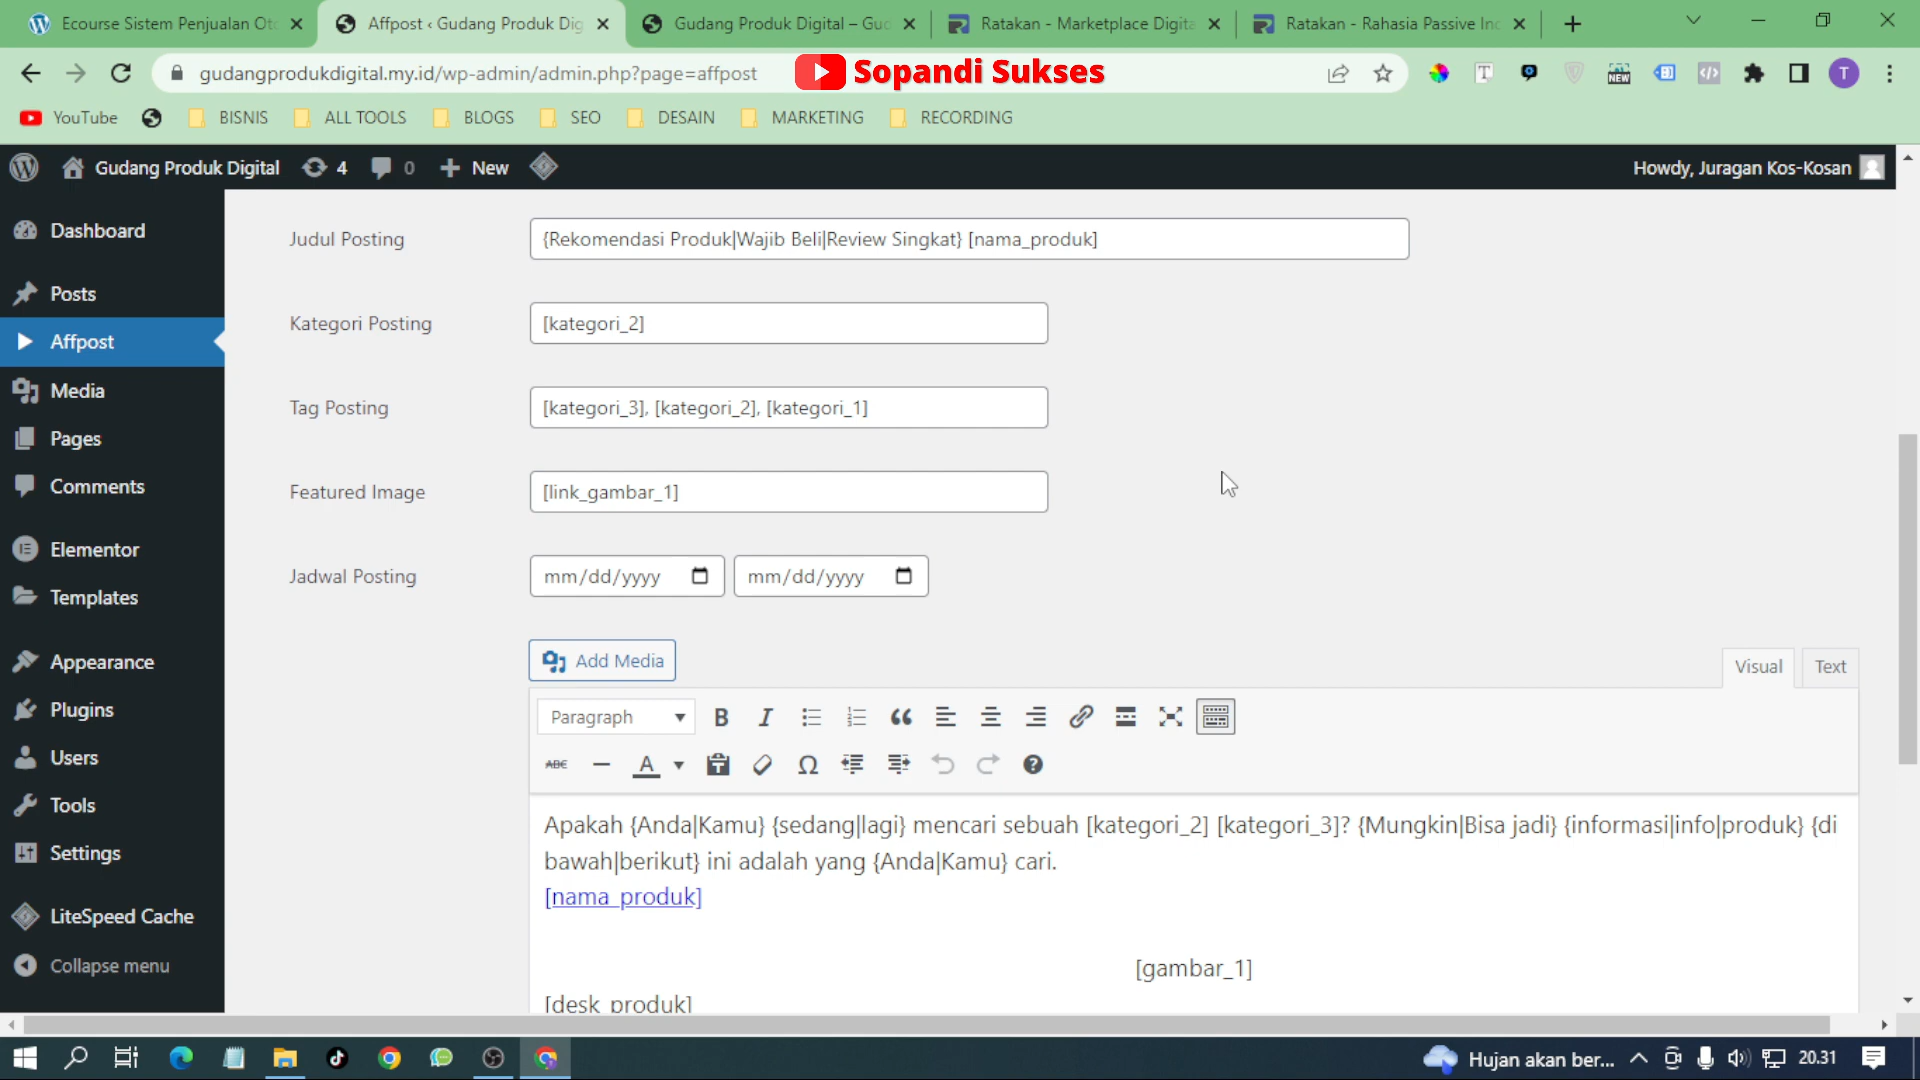 Ecourse Sistem Penjualan Oto
Affpost ‹ Gudang Produk Dig
Gudang Produk Digital – Gud
Ratakan - Marketplace Digita
Ratakan - Rahasia Passive Inc
gudangprodukdigital.my.id/wp-admin/admin.php?page=affpost
Sopandi Sukses
NEW
T
YouTube
BISNIS
ALL TOOLS
BLOGS
SEO
DESAIN
MARKETING
RECORDING
Gudang Produk Digital
4
0
New
Howdy, Juragan Kos-Kosan
Dashboard
Posts
Affpost
Media
Pages
Comments
Elementor
Templates
Appearance
Plugins
Users
Tools
Settings
LiteSpeed Cache
Collapse menu
Judul Posting
{Rekomendasi Produk|Wajib Beli|Review Singkat} [nama_produk]
Kategori Posting
[kategori_2]
Tag Posting
[kategori_3], [kategori_2], [kategori_1]
Featured Image
[link_gambar_1]
Jadwal Posting
mm/dd/yyyy
mm/dd/yyyy
Add Media
Visual
Text
Paragraph
Apakah {Anda|Kamu} {sedang|lagi} mencari sebuah [kategori_2] [kategori_3]? {Mungkin|Bisa jadi} {informasi|info|produk} {di
bawah|berikut} ini adalah yang {Anda|Kamu} cari.
[nama_produk]
[gambar_1]
[desk_produk]
Hujan akan ber...
20.31